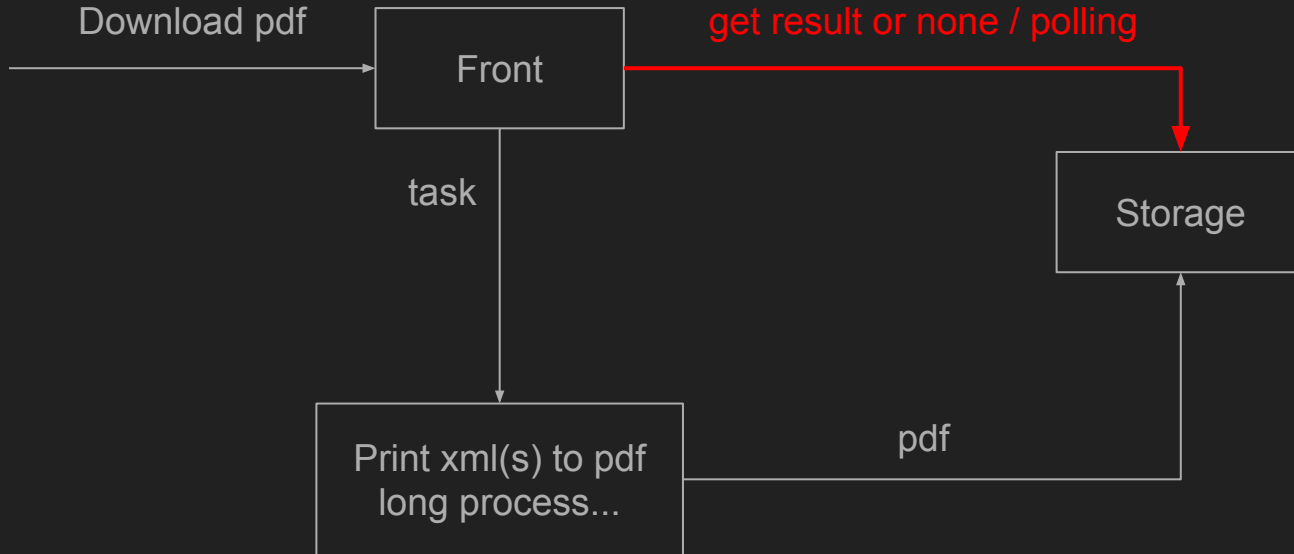 Download pdf
Front
get result or none / polling
task
Storage
Print xml(s) to pdf
long process...
pdf